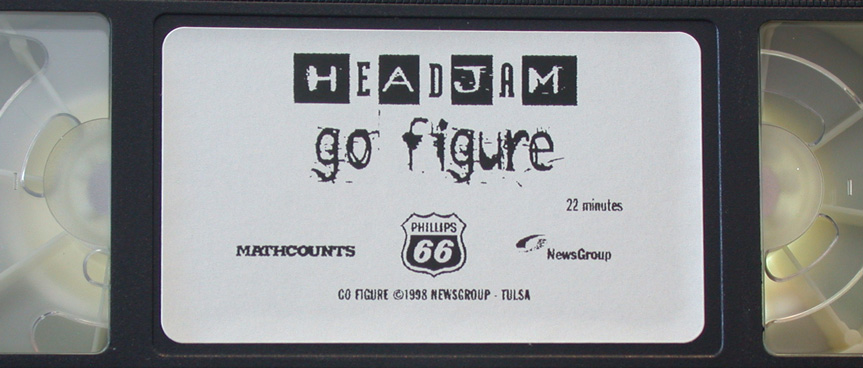 HEADJAM
go figure
22 minutes
MATHCOUNTS
PHILLIPS
66
NewsGroup
GO FIGURE ©1998 NEWSGROUP - TULSA